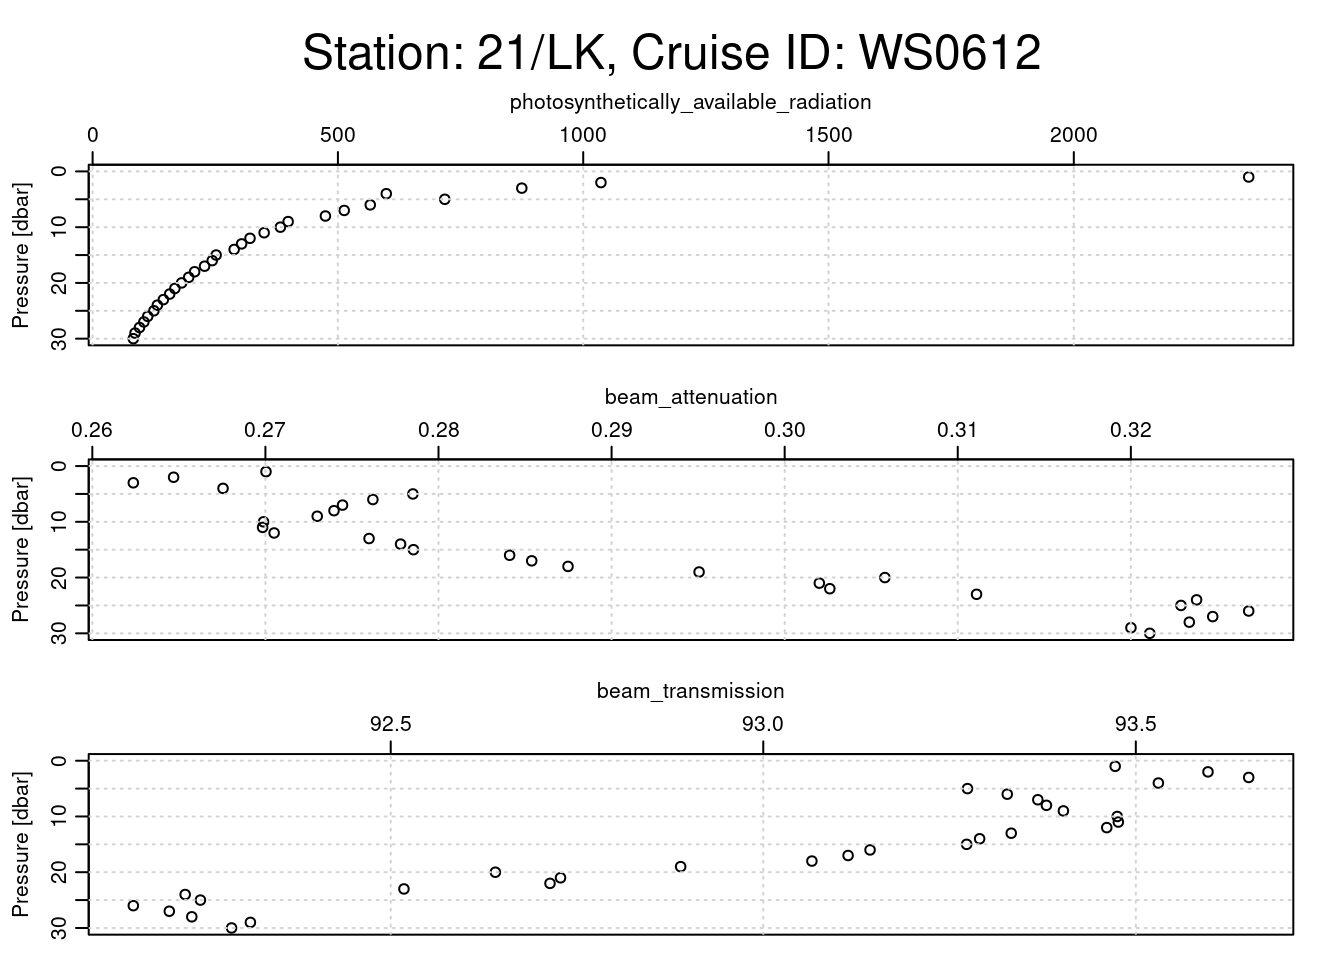 Station: 21/LK, Cruise ID: WS0612
photosynthetically_available_radiation
0 500 1000 1500 2000
Pressure [dbar]
0 10 20 30
beam_attenuation
0.26 0.27 0.28 0.29 0.30 0.31 0.32
Pressure [dbar]
0 10 20 30
beam_transmission
92.5 93.0 93.5
Pressure [dbar]
0 10 20 30